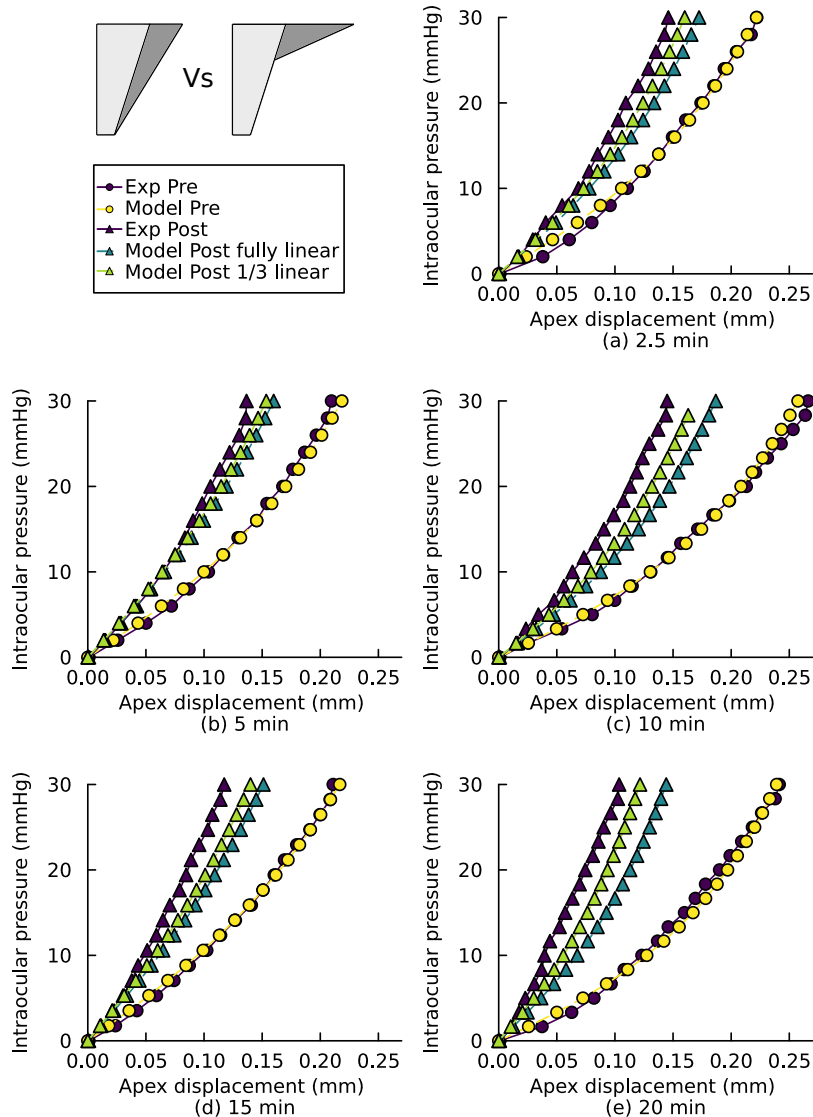 Vs
Exp Pre
Model Pre
Exp Post
Model Post fully linear
Model Post 1/3 linear
Intraocular pressure (mmHg)
30
20
10
0
0.00 0.05 0.10 0.15 0.20 0.25
Apex displacement (mm)
(a) 2.5 min
Intraocular pressure (mmHg)
30
20
10
0
0.00 0.05 0.10 0.15 0.20 0.25
Apex displacement (mm)
(b) 5 min
Intraocular pressure (mmHg)
30
20
10
0
0.00 0.05 0.10 0.15 0.20 0.25
Apex displacement (mm)
(c) 10 min
Intraocular pressure (mmHg)
30
20
10
0
0.00 0.05 0.10 0.15 0.20 0.25
Apex displacement (mm)
(d) 15 min
Intraocular pressure (mmHg)
30
20
10
0
0.00 0.05 0.10 0.15 0.20 0.25
Apex displacement (mm)
(e) 20 min